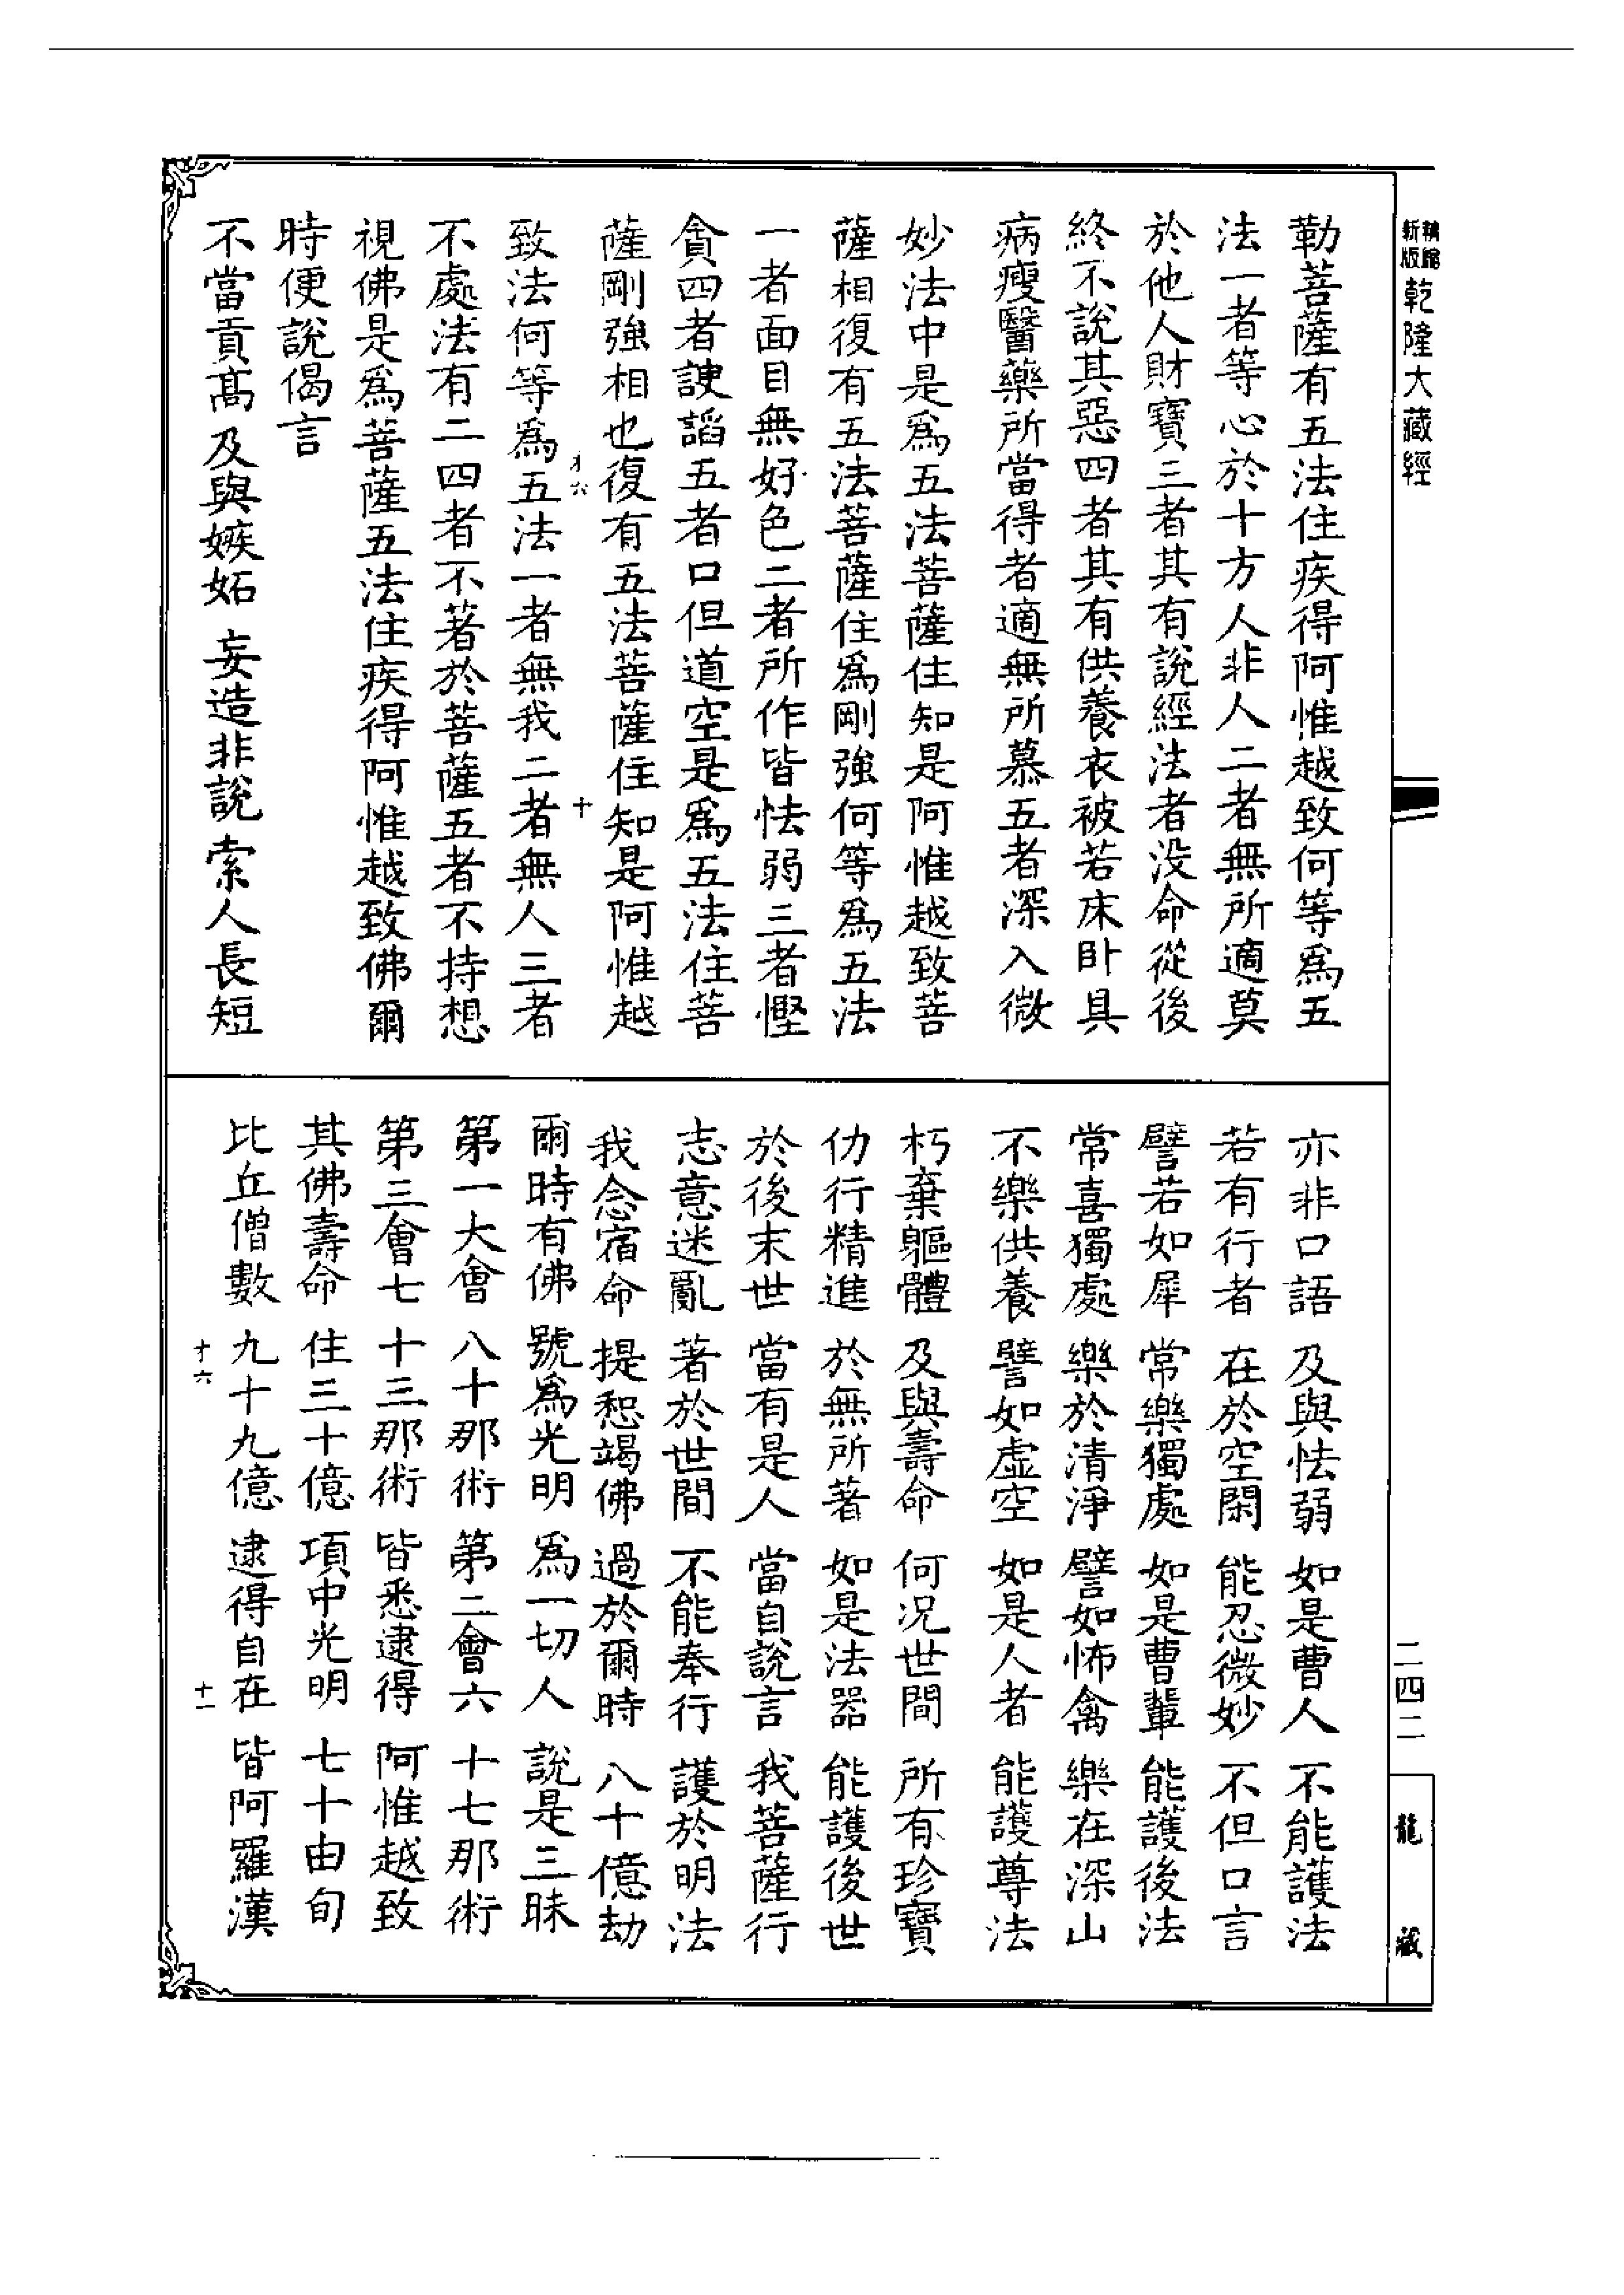 新版乾隆大藏經
勒菩薩有五法住疾得阿惟越致何等爲五
法一者等心於十方人非人二者無所適莫
於他人財寶三者其有說經法者没命從後
終不說其惡四者其有供養衣被若床卧具
病瘦醫藥所當得者適無所慕五者深入微
妙法中是爲五法菩薩住知是阿惟越致菩
薩相復有五法菩薩住爲剛強何等爲五法
一者面目無好色二者所作皆怯弱三者慳
貪四者諛諂五者口但道空是爲五法住菩
薩剛強相也復有五法菩薩住知是阿惟越
致法何等爲五法一者無我二者無人三者
不處法有二四者不著於菩薩五者不持想
視佛是爲菩薩五法住疾得阿惟越致佛爾
時便說偈言
不當貢高 及與嫉妬 妄造非說 索人長短
亦非口語 及與怯弱 如是曹人 不能護法
若有行者 在於空閑 能忍微妙 不但口言
譬若如犀 常樂獨處 如是曹輩 能護後法
常喜獨處 樂於清淨 譬如怖禽 樂在深山
不樂供養 譬如虛空 如是人者 能護尊法
朽棄軀體 及與壽命 何况世間 所有珍寶
仂行精進 於無所著 如是法器 能護後世
於後末世 當有是人 當自說言 我菩薩行
志意迷亂 著於世間 不能奉行 護於明法
我念宿命 提惒竭佛 過於爾時 八十億劫
爾時有佛 號爲光明 爲一切人 說是三昧
第一大會 八十那術 第二會六 十七那術
第三會七 十三那術 皆悉逮得 阿惟越致
其佛壽命 住三十億 項中光明 七十由旬
比丘僧數 九十九億 逮得自在 皆阿羅漢
十
十一
二四二
龍藏